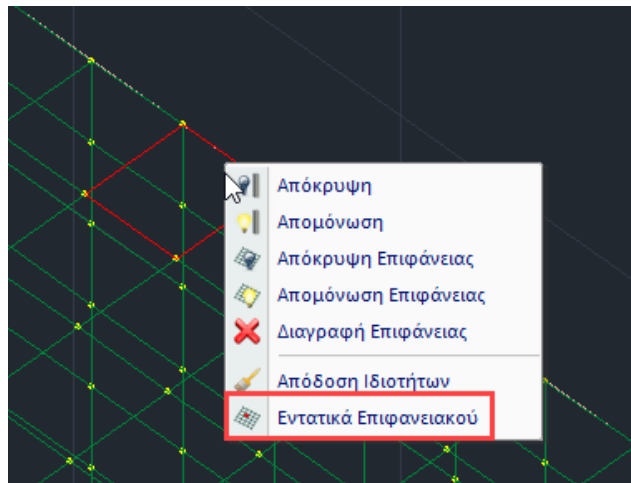 Απόκρυψη
Απομόνωση
Απόκρυψη Επιφάνειας
Απομόνωση Επιφάνειας
Διαγραφή Επιφάνειας
Απόδοση Ιδιοτήτων
Εντατικά Επιφανειακού